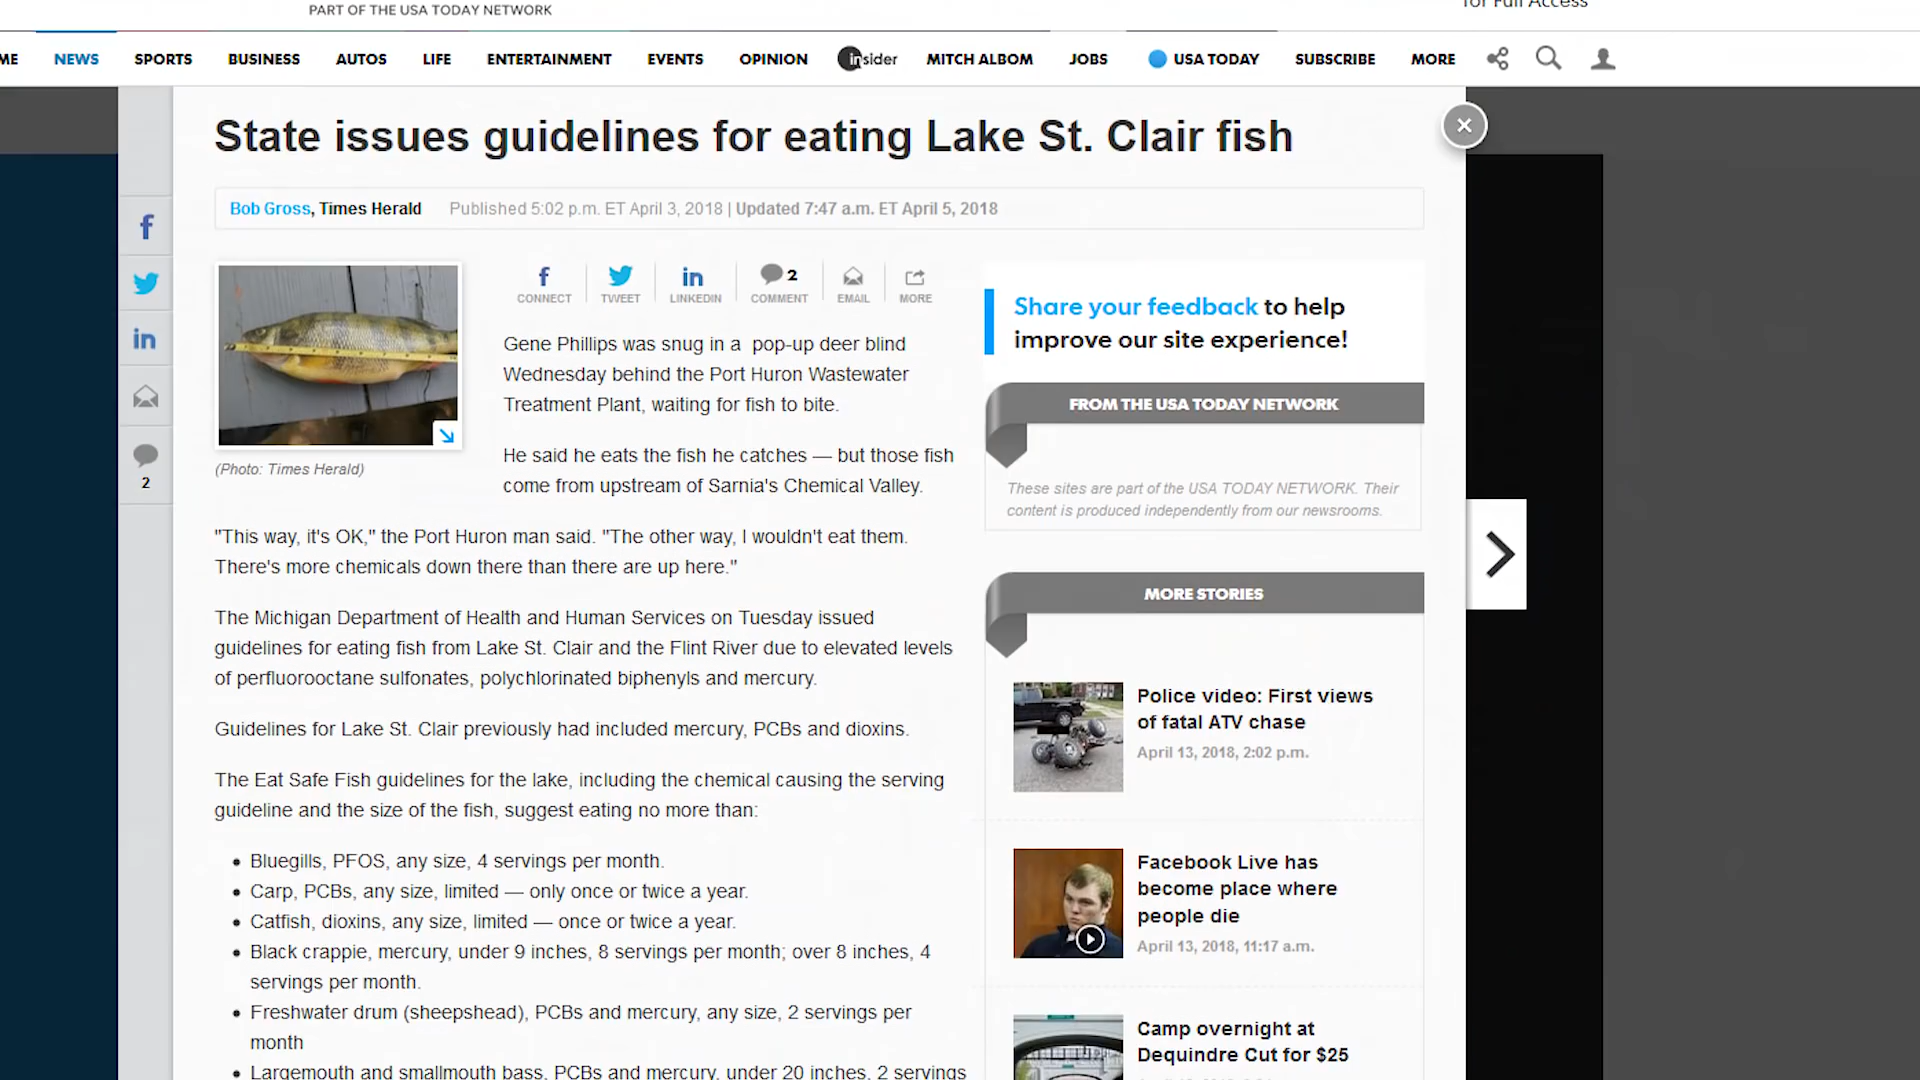 PART OF THE USA TODAY NETWORK
for Full Access
ME NEWS SPORTS BUSINESS AUTOS LIFE ENTERTAINMENT EVENTS OPINION insider MITCH ALBOM JOBS USA TODAY SUBSCRIBE MORE
State issues guidelines for eating Lake St. Clair fish
Bob Gross, Times Herald Published 5:02 p.m. ET April 3, 2018 | Updated 7:47 a.m. ET April 5, 2018
f
in
2
(Photo: Times Herald)
f CONNECT
TWEET
in LINKEDIN
2 COMMENT
EMAIL
MORE
Gene Phillips was snug in a pop-up deer blind
Wednesday behind the Port Huron Wastewater
Treatment Plant, waiting for fish to bite.
He said he eats the fish he catches — but those fish
come from upstream of Sarnia's Chemical Valley.
"This way, it's OK," the Port Huron man said. "The other way, I wouldn't eat them.
There's more chemicals down there than there are up here."
The Michigan Department of Health and Human Services on Tuesday issued
guidelines for eating fish from Lake St. Clair and the Flint River due to elevated levels
of perfluorooctane sulfonates, polychlorinated biphenyls and mercury.
Guidelines for Lake St. Clair previously had included mercury, PCBs and dioxins.
The Eat Safe Fish guidelines for the lake, including the chemical causing the serving
guideline and the size of the fish, suggest eating no more than:
• Bluegills, PFOS, any size, 4 servings per month.
• Carp, PCBs, any size, limited — only once or twice a year.
• Catfish, dioxins, any size, limited — once or twice a year.
• Black crappie, mercury, under 9 inches, 8 servings per month; over 8 inches, 4
servings per month.
• Freshwater drum (sheepshead), PCBs and mercury, any size, 2 servings per
month
• Largemouth and smallmouth bass, PCBs and mercury, under 20 inches, 2 servings
Share your feedback to help
improve our site experience!
FROM THE USA TODAY NETWORK
These sites are part of the USA TODAY NETWORK. Their
content is produced independently from our newsrooms.
MORE STORIES
Police video: First views
of fatal ATV chase
April 13, 2018, 2:02 p.m.
Facebook Live has
become place where
people die
April 13, 2018, 11:17 a.m.
Camp overnight at
Dequindre Cut for $25